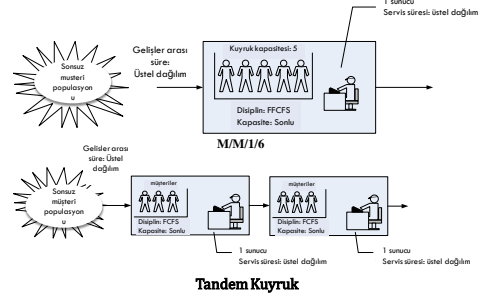 1 sunucu
Servis süresi: üstel dağılım
Gelişler arası
süre:
Üstel dağılım
Kuyruk kapasitesi: 5
Sonsuz
musteri
populasyon
u
Disiplin: FFCFS
Kapasite: Sonlu
M/M/1/6
Gelisler arası
süre: Üstel
dağılım
Sonsuz
müşteri
populasyon
u
müşteriler
Disiplin: FCFS
Kapasite: Sonlu
müşteriler
Disiplin: FCFS
Kapasite: Sonlu
1 sunucu
Servis süresi: üstel dağılım
1 sunucu
Servis süresi: üstel dağılım
Tandem Kuyruk